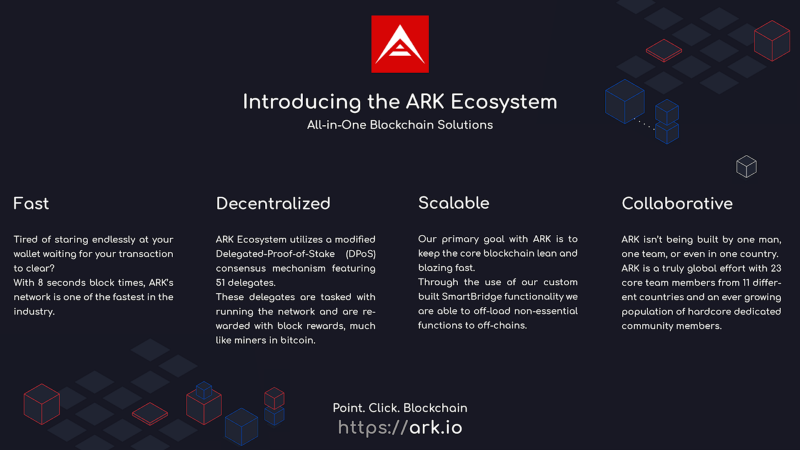 Introducing the ARK Ecosystem
All-in-One Blockchain Solutions
Fast
Tired of staring endlessly at your
wallet waiting for your transaction
to clear?
With 8 seconds block times, ARK's
network is one of the fastest in the
industry.
Decentralized
ARK Ecosystem utilizes a modified
Delegated-Proof-of-Stake (DPoS)
consensus mechanism featuring
51 delegates.
These delegates are tasked with
running the network and are re-
warded with block rewards, much
like miners in bitcoin.
Scalable
Our primary goal with ARK is to
keep the core blockchain lean and
blazing fast.
Through the use of our custom
built SmartBridge functionality we
are able to off-load non-essential
functions to off-chains.
Collaborative
ARK isn't being built by one man,
one team, or even in one country.
ARK is a truly global effort with 23
core team members from 11 differ-
ent countries and an ever growing
population of hardcore dedicated
community members.
Point. Click. Blockchain
https://ark.io